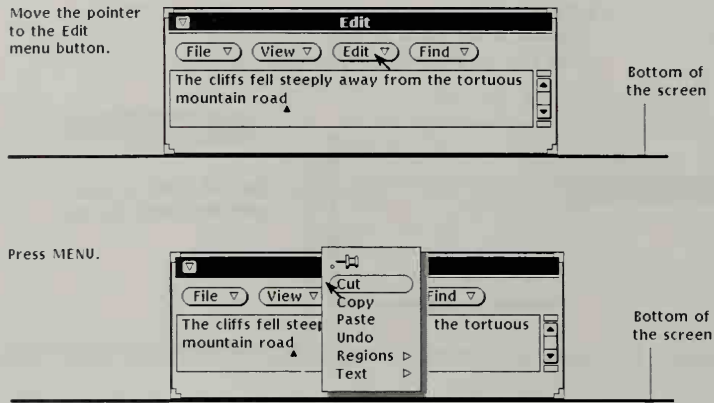 Move the pointer
to the Edit
menu button.
Edit
File View Edit Find
The cliffs fell steeply away from the tortuous
mountain road
Bottom of
the screen
Press MENU.
File View Find
Cut
Copy
Paste
Undo
Regions
Text
The cliffs fell steep the tortuous
mountain road
Bottom of
the screen